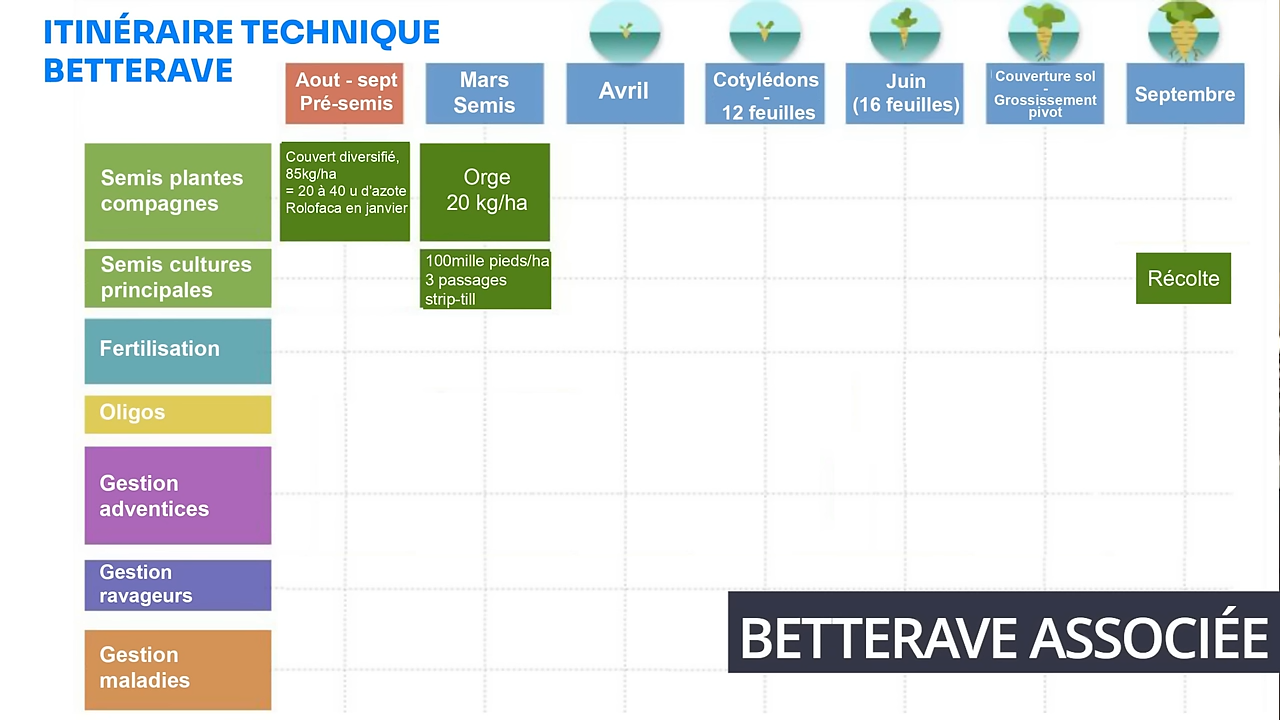 ITINÉRAIRE TECHNIQUE
BETTERAVE
Aout - sept
Pré-semis
Mars
Semis
Avril
Cotylédons
-
12 feuilles
Juin
(16 feuilles)
Couverture sol
-
Grossissement
pivot
Septembre
Semis plantes
compagnes
Couvert diversifié,
85kg/ha
= 20 à 40 u d'azote
Rolofaca en janvier
Orge
20 kg/ha
Semis cultures
principales
100mille pieds/ha
3 passages
strip-till
Récolte
Fertilisation
Oligos
Gestion
adventices
Gestion
ravageurs
Gestion
maladies
BETTERAVE ASSOCIÉE